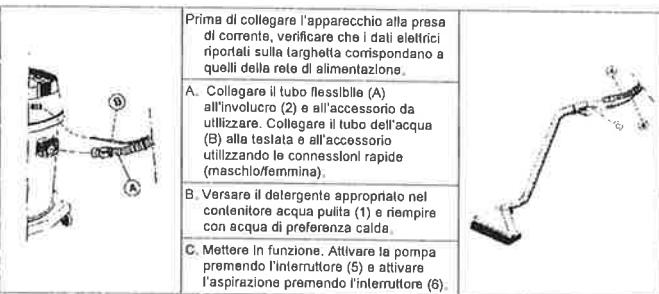 Prima di collegare l'apparecchio alla presa
di corrente, verificare che i dati elettrici
riportati sulla targhetta corrispondano a
quelli della rete di alimentazione.
A. Collegare il tubo flessibile (A)
all'involucro (2) e all'accessorio da
utilizzare. Collegare il tubo dell'acqua
(B) alla testata e all'accessorio
utilizzando le connessioni rapide
(maschio/femmina).
B. Versare il detergente appropriato nel
contenitore acqua pulita (1) e riempire
con acqua di preferenza calda.
C. Mettere in funzione. Attivare la pompa
premendo l'interruttore (5) e attivare
l'aspirazione premendo l'interruttore (6).
B
A
(C)